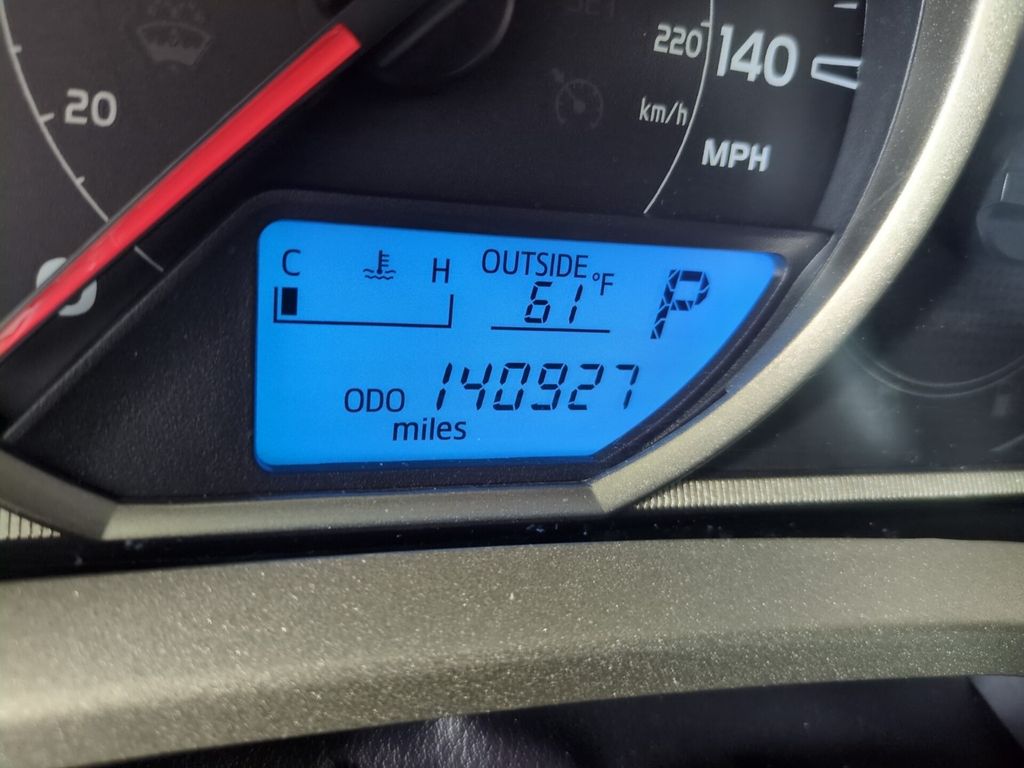 220 140
20
km/h
MPH
C H OUTSIDE °F P
61
ODO 140927
miles